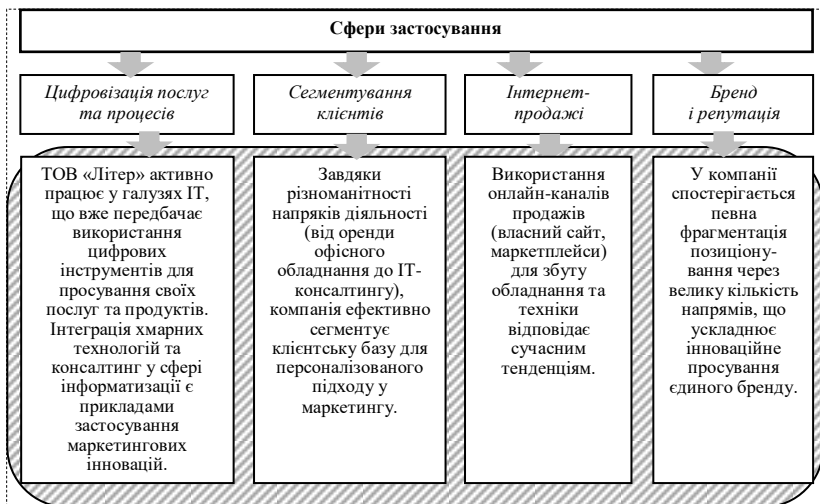 Сфери застосування
Цифровізація послуг
та процесів
Сегментування
клієнтів
Інтернет-
продажі
Бренд
і репутація
ТОВ «Літер» активно
працює у галузях ІТ,
що вже передбачає
використання
цифрових
інструментів для
просування своїх
послуг та продуктів.
Інтеграція хмарних
технологій та
консалтинг у сфері
інформатизації є
прикладами
застосування
маркетингових
інновацій.
Завдяки
різноманітності
напряків діяльності
(від оренди
офісного
обладнання до ІТ-
консалтингу),
компанія ефективно
сегментує
клієнтську базу для
персоналізованого
підходу у
маркетингу.
Використання
онлайн-каналів
продажів
(власний сайт,
маркетплейси)
для збуту
обладнання та
техніки
відповідає
сучасним
тенденціям.
У компанії
спостерігається
певна
фрагментація
позиціону-
вання через
велику кількість
напрямів, що
ускладнює
інноваційне
просування
єдиного бренду.